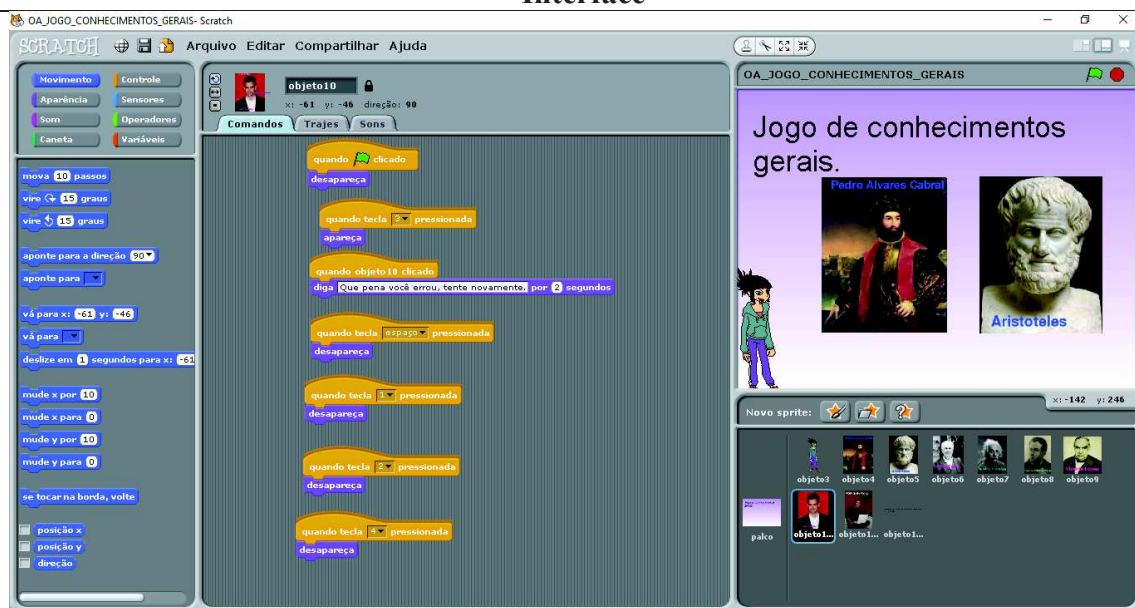 Interface
OA_JOGO_CONHECIMENTOS_GERAIS- Scratch
SCRATCH Arquivo Editar Compartilhar Ajuda
Movimento Controle
Aparência Sensores
Som Operadores
Caneta Variáveis
mova 10 passos
vire 15 graus
vire 15 graus
aponte para a direção 90
aponte para
vá para x: -61 y: -46
vá para
deslize em 1 segundos para x: -61
mude x por 10
mude x para 0
mude y por 10
mude y para 0
se tocar na borda, volte
posição x
posição y
direção
objeto10
x: -61 y: -46 direção: 90
Comandos Trajes Sons
quando clicado
desapareça
quando tecla 3 pressionada
apareça
quando objeto10 clicado
diga Que pena você errou, tente novamente. por 2 segundos
quando tecla espaço pressionada
desapareça
quando tecla 1 pressionada
desapareça
quando tecla 2 pressionada
desapareça
quando tecla 4 pressionada
desapareça
OA_JOGO_CONHECIMENTOS_GERAIS
Jogo de conhecimentos
gerais.
Pedro Alvares Cabral
Aristoteles
x: -142 y: 246
Novo sprite:
objeto3 objeto4 objeto5 objeto6 objeto7 objeto8 objeto9
palco objeto1... objeto1... objeto1...